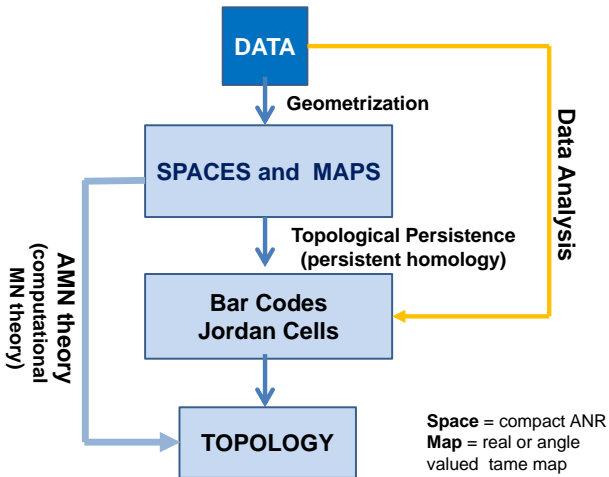 DATA
Geometrization
SPACES and MAPS
Topological Persistence
(persistent homology)
Bar Codes
Jordan Cells
TOPOLOGY
AMN theory
(computational
MN theory)
Data Analysis
Space = compact ANR
Map = real or angle
valued tame map